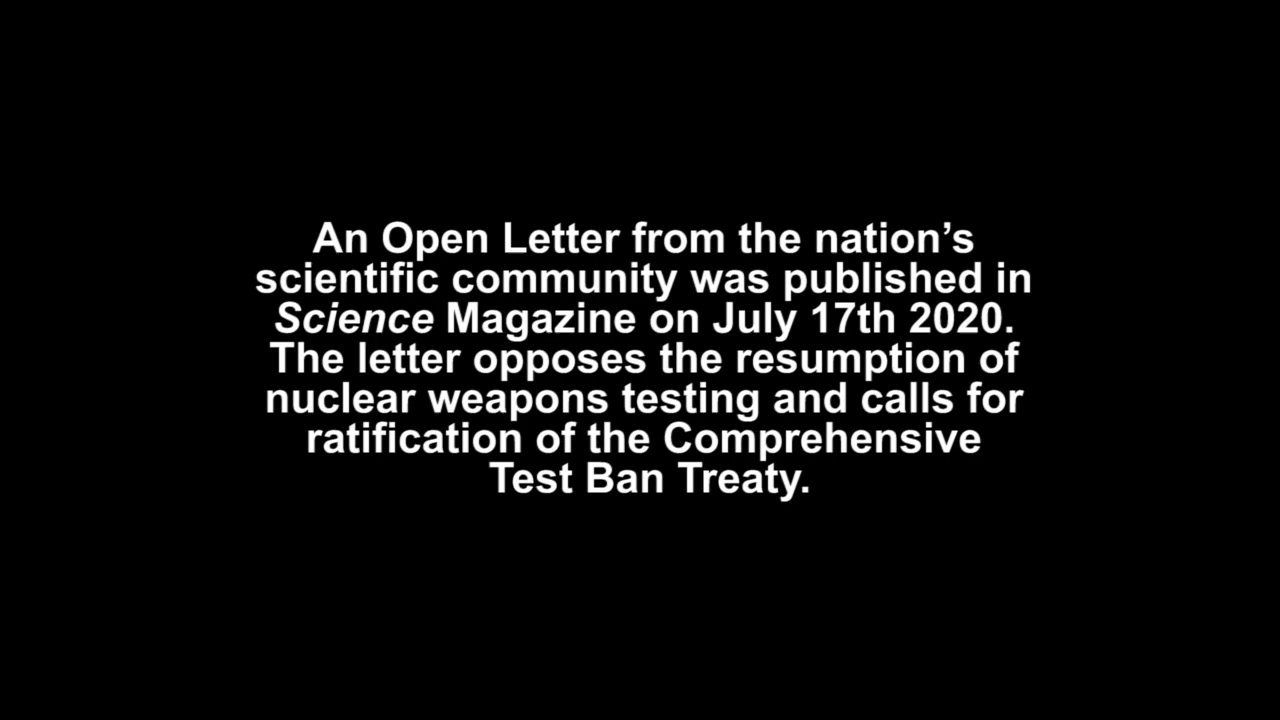 An Open Letter from the nation’s
scientific community was published in
Science Magazine on July 17th 2020.
The letter opposes the resumption of
nuclear weapons testing and calls for
ratification of the Comprehensive
Test Ban Treaty.